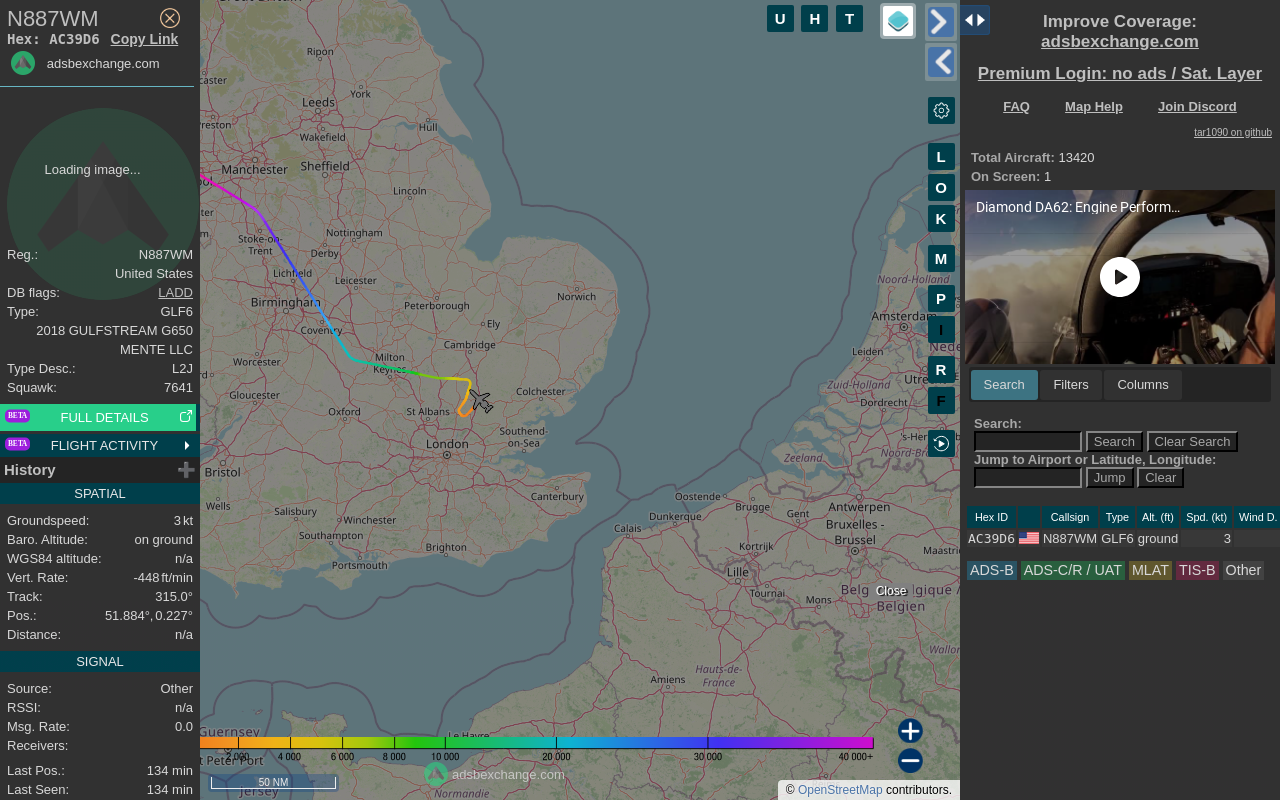 N887WM
Hex: AC39D6 Copy Link
adsbexchange.com
Loading image...
Reg.: N887WM
United States
DB flags: LADD
Type: GLF6
2018 GULFSTREAM G650
MENTE LLC
Type Desc.: L2J
Squawk: 7641
BETA FULL DETAILS
BETA FLIGHT ACTIVITY
History
SPATIAL
Groundspeed: 3 kt
Baro. Altitude: on ground
WGS84 altitude: n/a
Vert. Rate: -448 ft/min
Track: 315.0°
Pos.: 51.884°, 0.227°
Distance: n/a
SIGNAL
Source: Other
RSSI: n/a
Msg. Rate: 0.0
Receivers:
Last Pos.: 134 min
Last Seen: 134 min
Ripon
York
Leeds
Hull
Preston
Wakefield
Manchester
Sheffield
Lincoln
Stoke-on-
Trent
Nottingham
Derby
Lichfield
Leicester
Norwich
Birmingham
Peterborough
Coventry
Ely
Cambridge
Worcester
Milton
Keynes
Colchester
Gloucester
Oxford
St Albans
Southend-
on-Sea
London
Bristol
Canterbury
Wells
Salisbury
Winchester
Southampton
Brighton
Portsmouth
Noord-Holland
Amsterdam
Leiden
Zuid-Holland
Dordrecht
Zeeland
Oostende
Brugge
Antwerpen
Calais
Dunkerque
Gent
Bruxelles -
Brussel
Kortrijk
Lille
Tournai
Mons
Belgien
Hauts-de-
France
Amiens
Le Havre
Guernsey
Jersey
Normandie
U H T
L
O
K
M
P
I
R
F
Close
2 000 4 000 6 000 8 000 10 000 20 000 30 000 40 000+
adsbexchange.com
50 NM
© OpenStreetMap contributors.
Improve Coverage:
adsbexchange.com
Premium Login: no ads / Sat. Layer
FAQ Map Help Join Discord
tar1090 on github
Total Aircraft: 13420
On Screen: 1
Diamond DA62: Engine Perform...
Search Filters Columns
Search:
Search Clear Search
Jump to Airport or Latitude, Longitude:
Jump Clear
Hex ID Callsign Type Alt. (ft) Spd. (kt) Wind D.
AC39D6 N887WM GLF6 ground 3
ADS-B ADS-C/R / UAT MLAT TIS-B Other